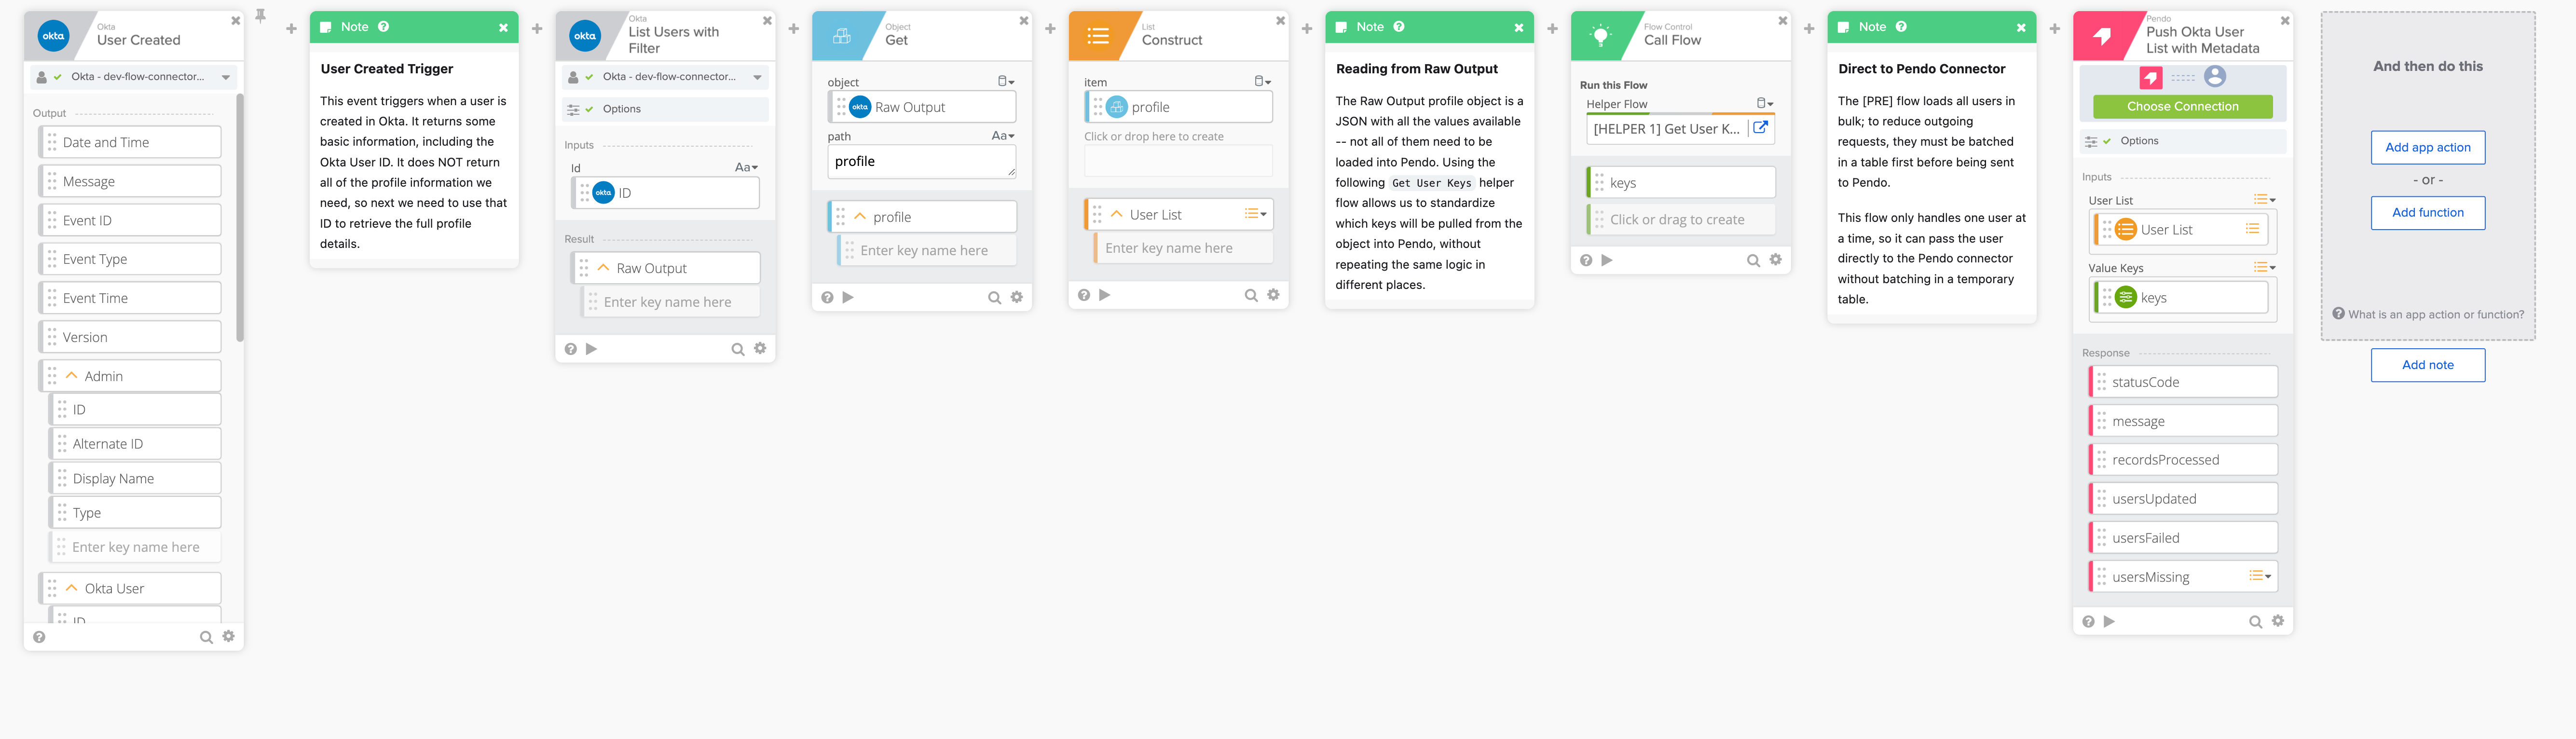 okta
Okta
User Created
Okta - dev-flow-connector...
Output
Date and Time
Message
Event ID
Event Type
Event Time
Version
Admin
ID
Alternate ID
Display Name
Type
Enter key name here
Okta User
ID
Note
User Created Trigger
This event triggers when a user is
created in Okta. It returns some
basic information, including the
Okta User ID. It does NOT return
all of the profile information we
need, so next we need to use that
ID to retrieve the full profile
details.
okta
Okta
List Users with
Filter
Okta - dev-flow-connector...
Options
Inputs
Id
Aa
okta
ID
Result
Raw Output
Enter key name here
Object
Get
object
okta
Raw Output
path
Aa
profile
profile
Enter key name here
List
Construct
item
profile
Click or drop here to create
User List
Enter key name here
Note
Reading from Raw Output
The Raw Output profile object is a
JSON with all the values available
-- not all of them need to be
loaded into Pendo. Using the
following Get User Keys helper
flow allows us to standardize
which keys will be pulled from the
object into Pendo, without
repeating the same logic in
different places.
Flow Control
Call Flow
Run this Flow
Helper Flow
[HELPER 1] Get User K...
keys
Click or drag to create
Note
Direct to Pendo Connector
The [PRE] flow loads all users in
bulk; to reduce outgoing
requests, they must be batched
in a table first before being sent
to Pendo.
This flow only handles one user at
a time, so it can pass the user
directly to the Pendo connector
without batching in a temporary
table.
Pendo
Push Okta User
List with Metadata
Choose Connection
Options
Inputs
User List
User List
Value Keys
keys
Response
statusCode
message
recordsProcessed
usersUpdated
usersFailed
usersMissing
And then do this
Add app action
- or -
Add function
What is an app action or function?
Add note